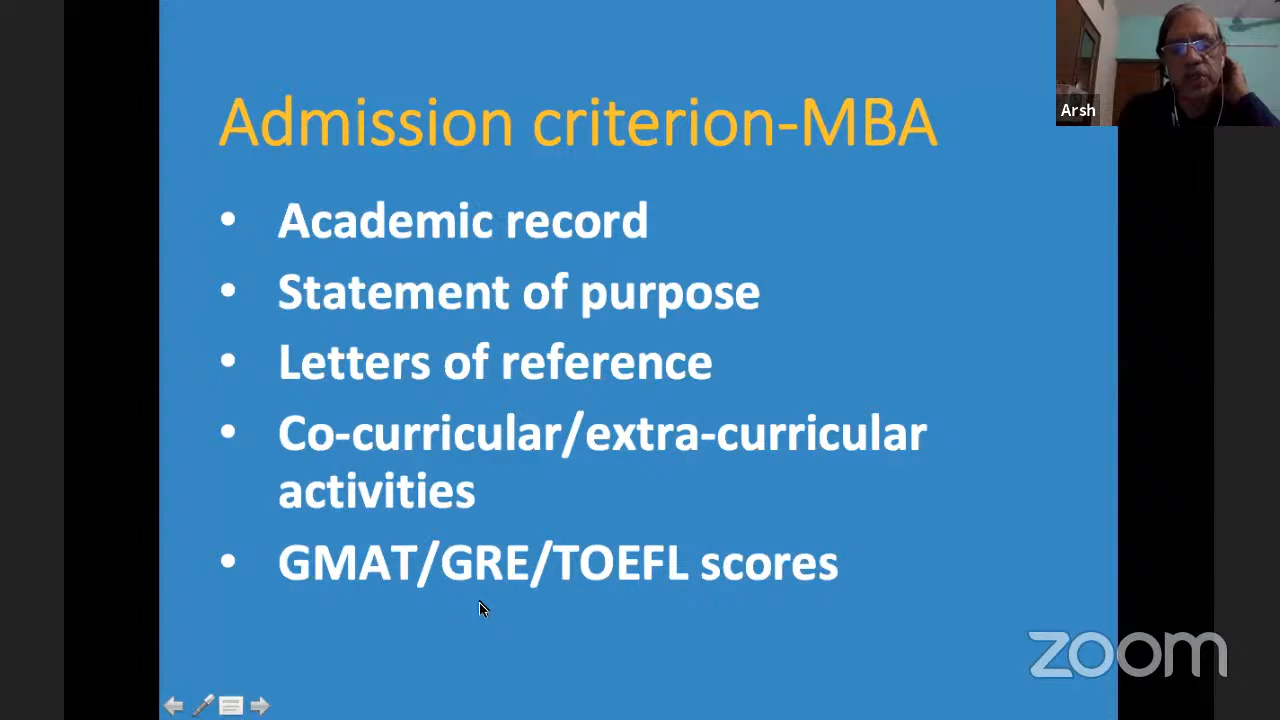 Admission criterion-MBA
Arsh
• Academic record
• Statement of purpose
• Letters of reference
• Co-curricular/extra-curricular
activities
• GMAT/GRE/TOEFL scores
zoom